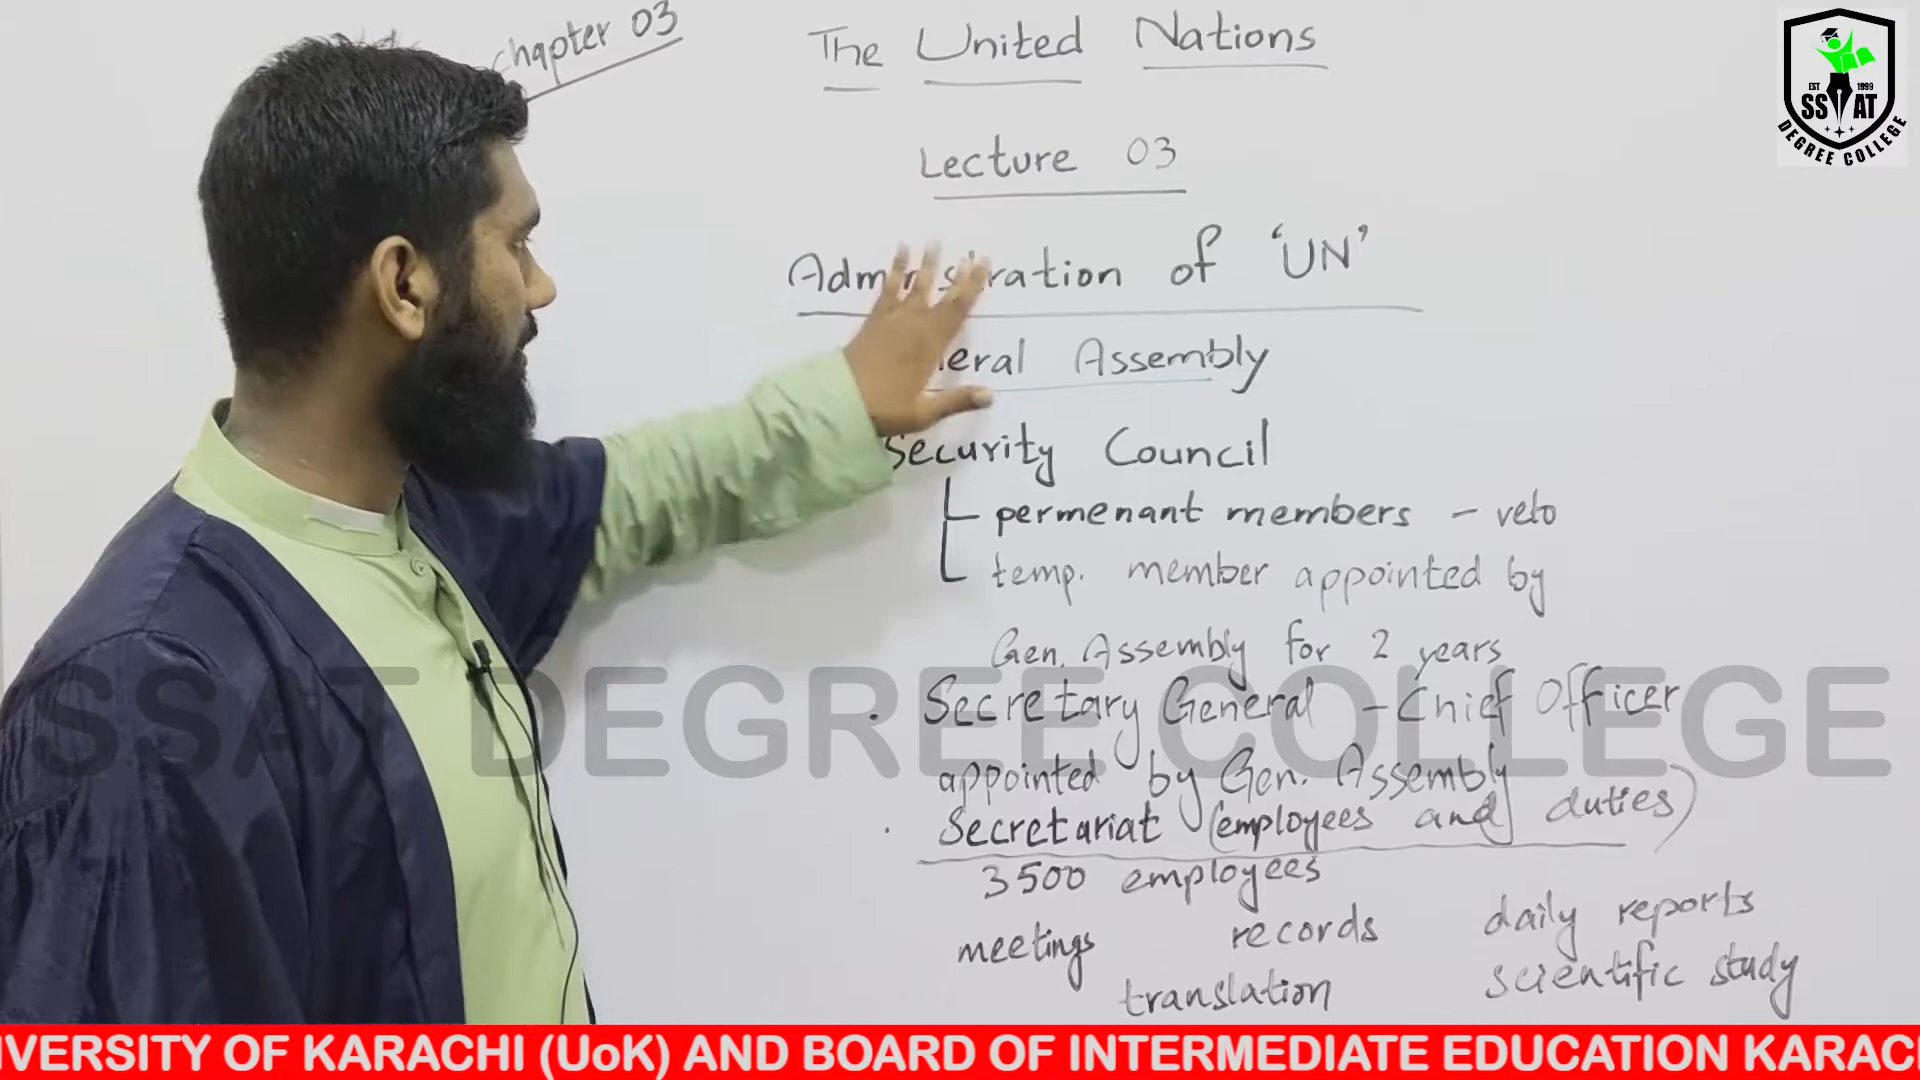 Chapter 03
The United Nations
Lecture 03
Administration of 'UN'
neral Assembly
Security Council
permenant members - veto
temp. member appointed by
Gen. Assembly for 2 years
. Secretary General - Chief Officer
appointed by Gen. Assembly
. Secretariat (employees and duties)
3500 employees
meetings records daily reports
translation scientific study
SSAT DEGREE COLLEGE
EST 1999
SSAT
DEGREE COLLEGE
IVERSITY OF KARACHI (UoK) AND BOARD OF INTERMEDIATE EDUCATION KARAC